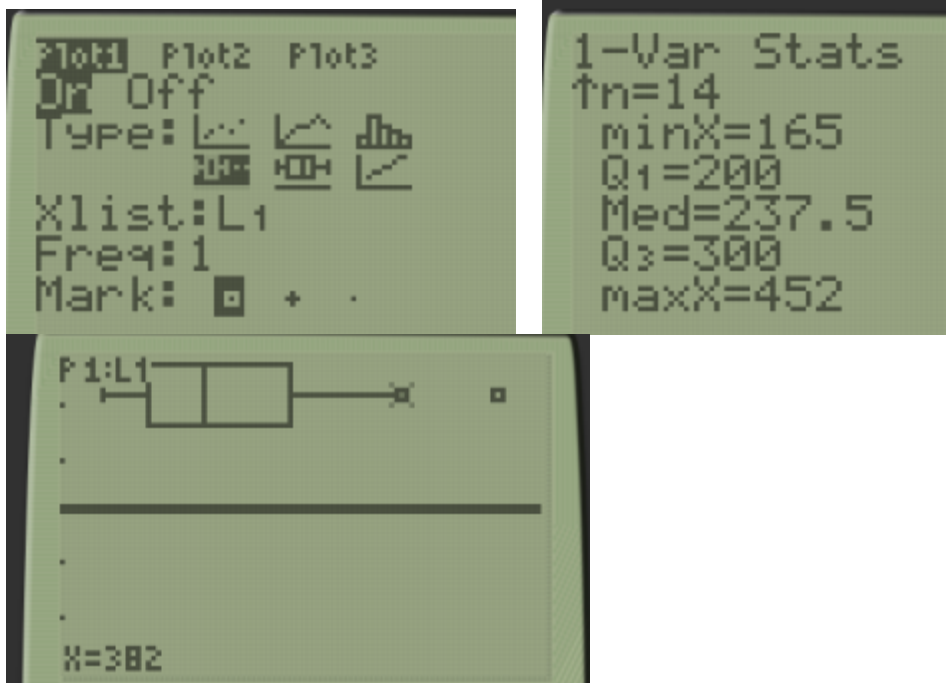 Plot1 Plot2 Plot3
On Off
Type:
Xlist:L₁
Freq:1
Mark: + .
1-Var Stats
↑n=14
minX=165
Q₁=200
Med=237.5
Q₃=300
maxX=452
P1:L1
X=382